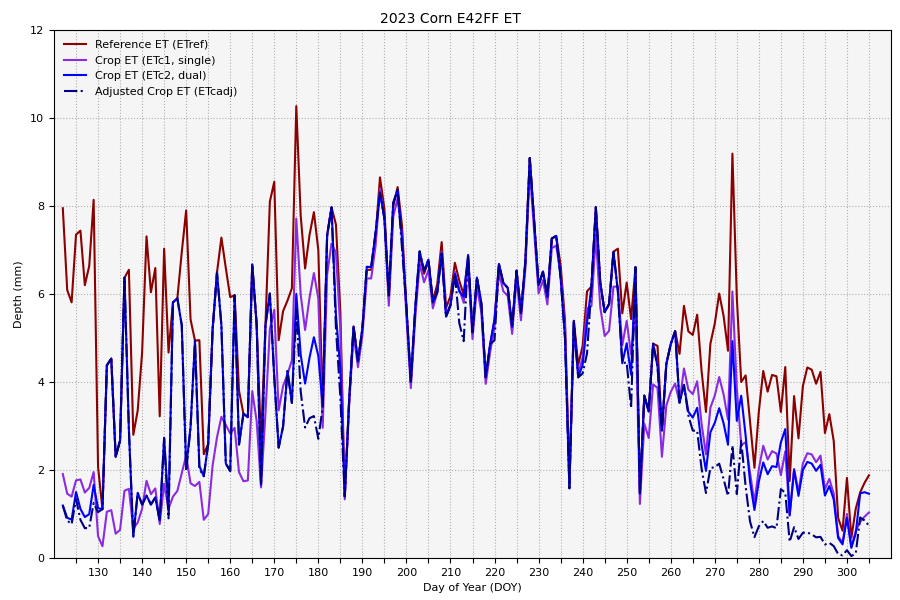 2023 Corn E42FF ET
Reference ET (ETref)
Crop ET (ETc1, single)
Crop ET (ETc2, dual)
Adjusted Crop ET (ETcadj)
12
10
8
6
4
2
0
Depth (mm)
130 140 150 160 170 180 190 200 210 220 230 240 250 260 270 280 290 300
Day of Year (DOY)